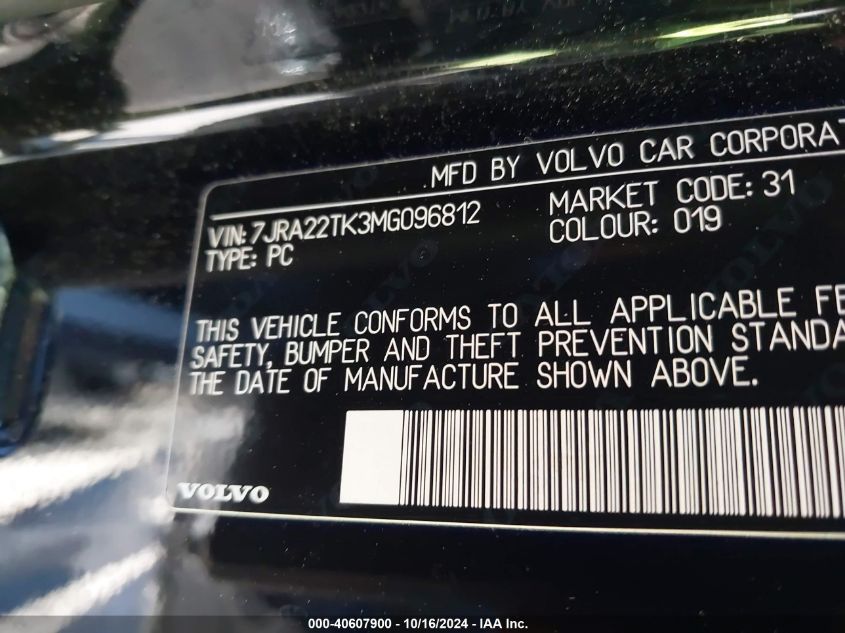 MFD BY VOLVO CAR CORPORAT
VIN: 7JRA22TK3MG096812
MARKET CODE: 31
TYPE: PC
COLOUR: 019
THIS VEHICLE CONFORMS TO ALL APPLICABLE FE
SAFETY, BUMPER AND THEFT PREVENTION STANDA
THE DATE OF MANUFACTURE SHOWN ABOVE.
VOLVO
000-40607900 - 10/16/2024 - IAA Inc.